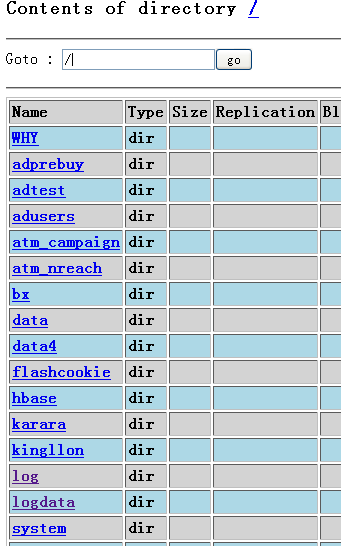 Contents of directory /
Goto : / go
Name Type Size Replication Bl
WHY dir
adprebuy dir
adtest dir
adusers dir
atm_campaign dir
atm_nreach dir
bx dir
data dir
data4 dir
flashcookie dir
hbase dir
karara dir
kingllon dir
log dir
logdata dir
system dir